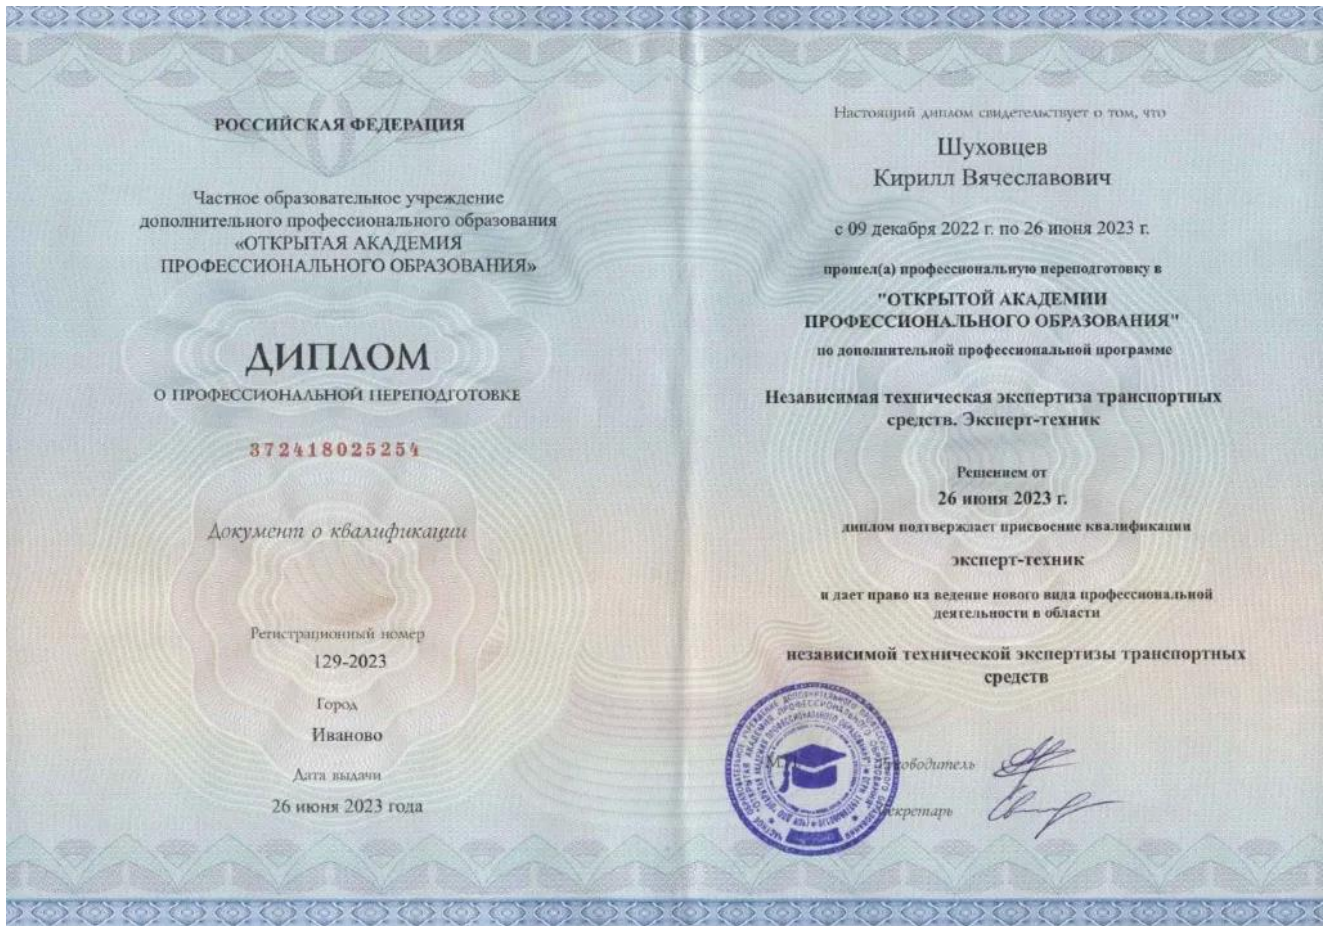 РОССИЙСКАЯ ФЕДЕРАЦИЯ
Частное образовательное учреждение
дополнительного профессионального образования
«ОТКРЫТАЯ АКАДЕМИЯ
ПРОФЕССИОНАЛЬНОГО ОБРАЗОВАНИЯ»
ДИПЛОМ
О ПРОФЕССИОНАЛЬНОЙ ПЕРЕПОДГОТОВКЕ
372418025254
Документ о квалификации
Регистрационный номер
129-2023
Город
Иваново
Дата выдачи
26 июня 2023 года
Настоящий диплом свидетельствует о том, что
Шуховцев
Кирилл Вячеславович
с 09 декабря 2022 г. по 26 июня 2023 г.
прошел(а) профессиональную переподготовку в
"ОТКРЫТОЙ АКАДЕМИИ
ПРОФЕССИОНАЛЬНОГО ОБРАЗОВАНИЯ"
по дополнительной профессиональной программе
Независимая техническая экспертиза транспортных
средств. Эксперт-техник
Решением от
26 июня 2023 г.
диплом подтверждает присвоение квалификации
эксперт-техник
и дает право на ведение нового вида профессиональной
деятельности в области
независимой технической экспертизы транспортных
средств
Руководитель
Секретарь